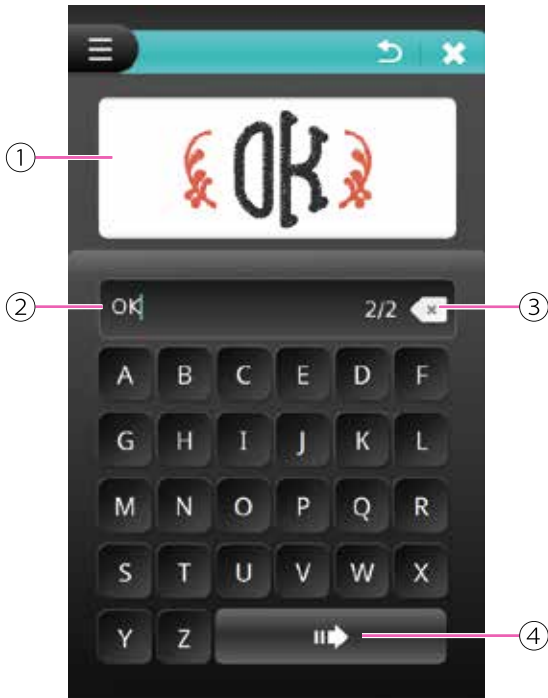 OK
①
② OK 2/2 ③
A B C E D F
G H I J K L
M N O P Q R
S T U V W X
Y Z ④